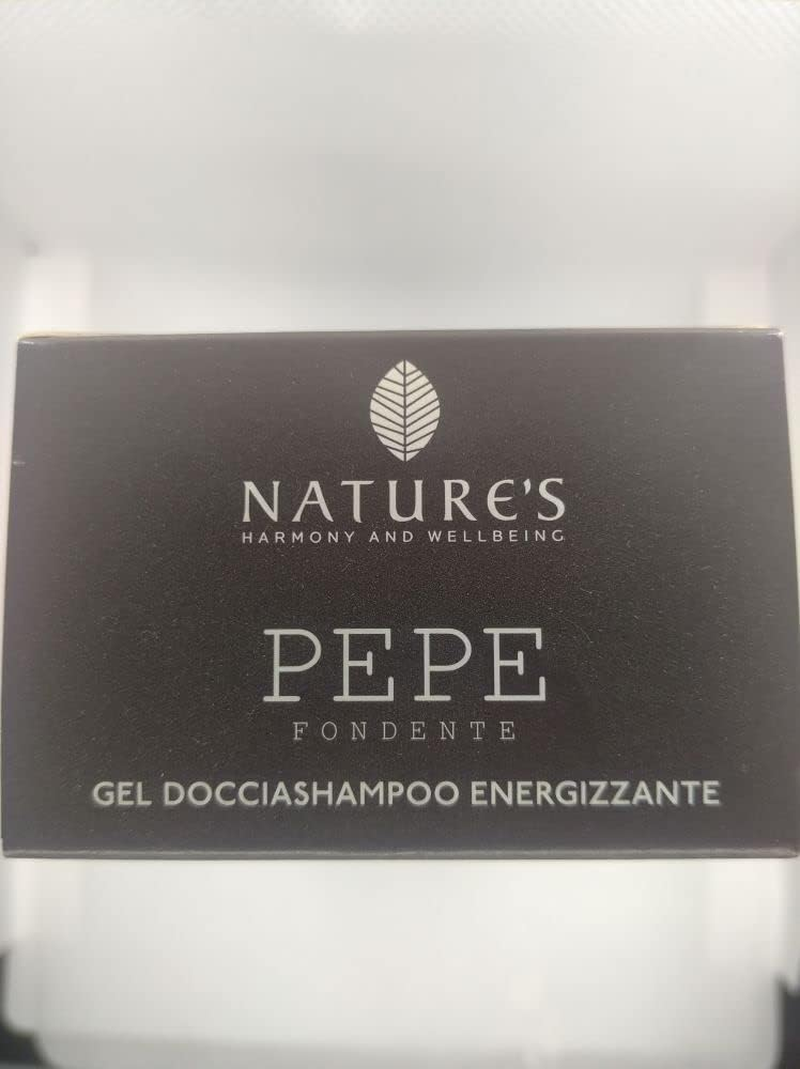 NATURE'S
HARMONY AND WELLBEING
PEPE
FONDENTE
GEL DOCCIASHAMPOO ENERGIZZANTE